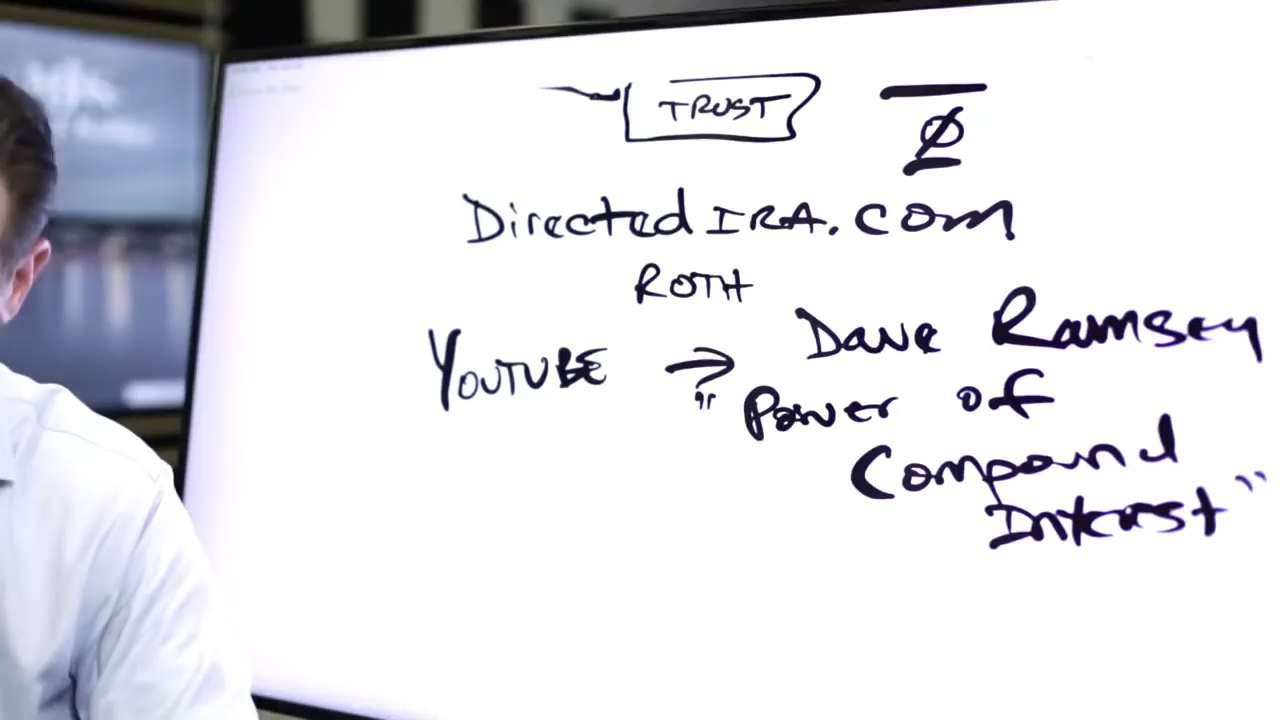 TRUST
Ø
DirectedIRA.com
ROTH
YOUTUBE → Dave Ramsey
"Power of
Compound
Interest"